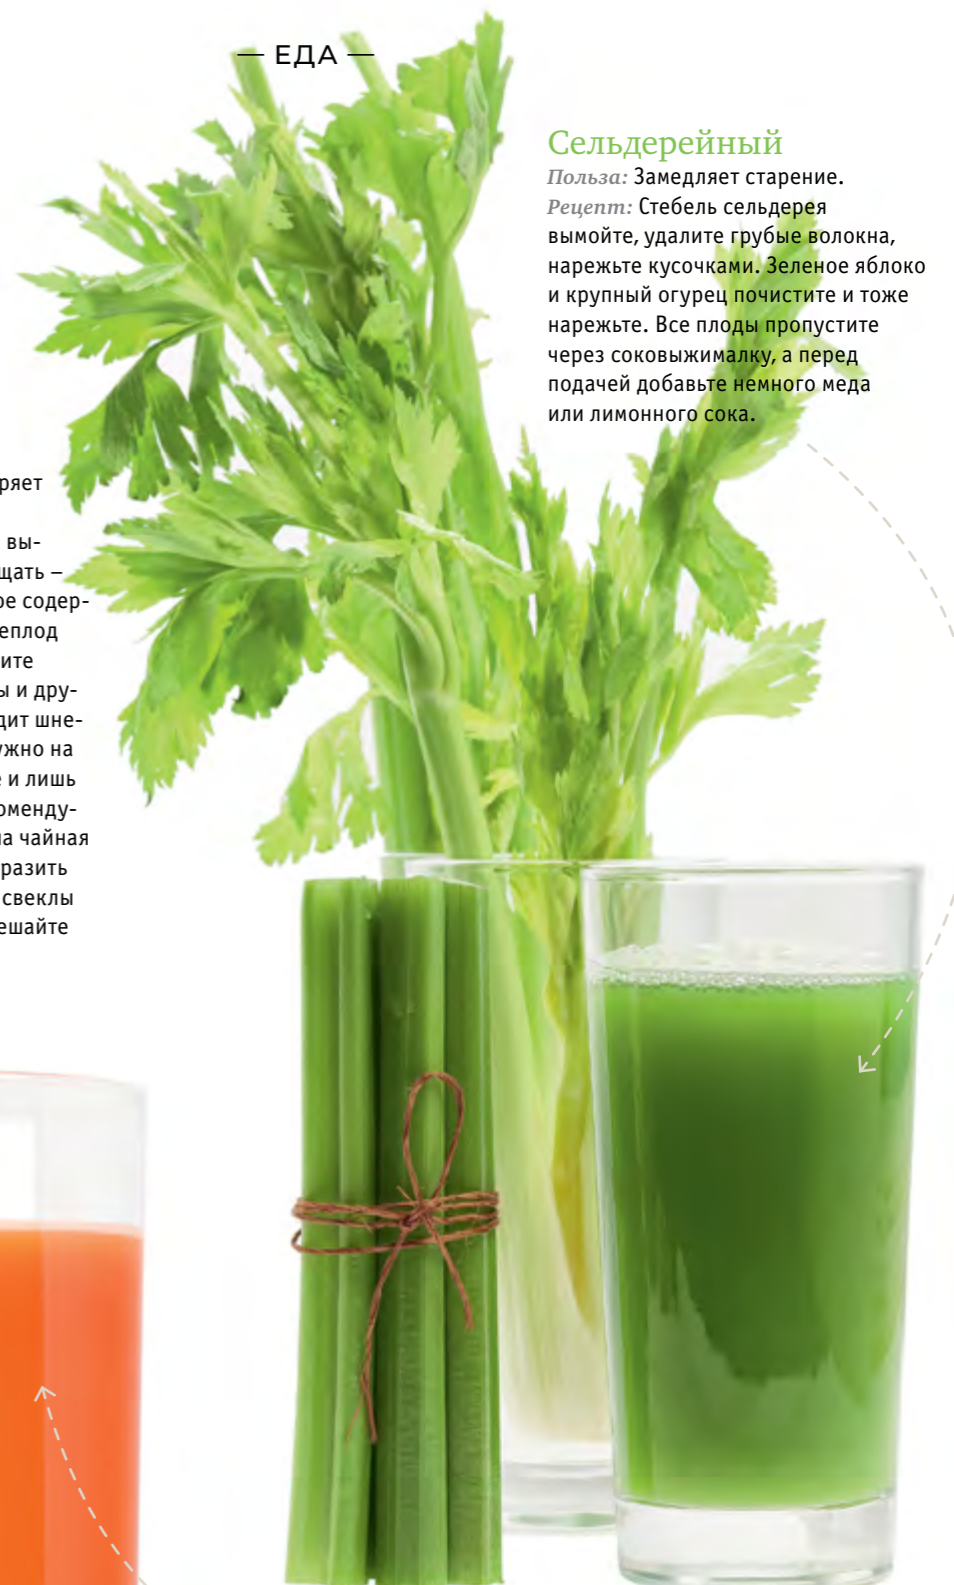 — ЕДА —
Сельдерейный
Польза: Замедляет старение.
Рецепт: Стебель сельдерея
вымойте, удалите грубые волокна,
нарежьте кусочками. Зеленое яблоко
и крупный огурец почистите и тоже
нарежьте. Все плоды пропустите
через соковыжималку, а перед
подачей добавьте немного меда
или лимонного сока.
ряет
вы-
щать –
ое содер-
еплод
ите
ы и дру-
дит шне-
ужно на
е и лишь
оменду-
на чайная
разить
свеклы
ешайте